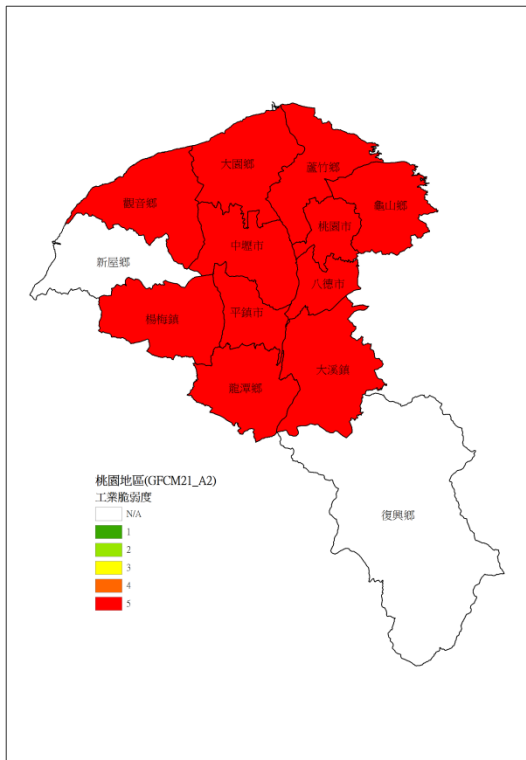 大園鄉
蘆竹鄉
觀音鄉
龜山鄉
桃園市
中壢市
新屋鄉
八德市
平鎮市
楊梅鎮
大溪鎮
龍潭鄉
桃園地區(GFCM21_A2)
工業脆弱度
N/A
1
2
3
4
5
復興鄉